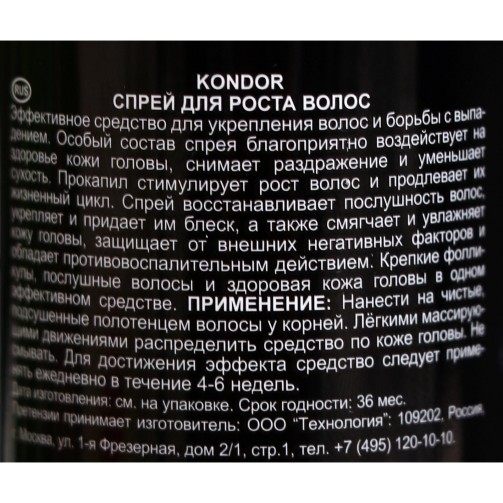 KONDOR
СПРЕЙ ДЛЯ РОСТА ВОЛОС
RUS
Эффективное средство для укрепления волос и борьбы с выпа-
дением. Особый состав спрея благоприятно воздействует на
здоровье кожи головы, снимает раздражение и уменьшает
сухость. Прокапил стимулирует рост волос и продлевает их
жизненный цикл. Спрей восстанавливает послушность волос,
укрепляет и придает им блеск, а также смягчает и увлажняет
кожу головы, защищает от внешних негативных факторов и
обладает противовоспалительным действием. Крепкие фолли-
кулы, послушные волосы и здоровая кожа головы в одном
эффективном средстве. ПРИМЕНЕНИЕ: Нанести на чистые,
подсушенные полотенцем волосы у корней. Лёгкими массирую-
щими движениями распределить средство по коже головы. Не
смывать. Для достижения эффекта средство следует приме-
нять ежедневно в течение 4-6 недель.
Дата изготовления: см. на упаковке. Срок годности: 36 мес.
Претензии принимает изготовитель: ООО "Технология": 109202, Россия,
г. Москва, ул. 1-я Фрезерная, дом 2/1, стр.1, тел. +7 (495) 120-10-10.